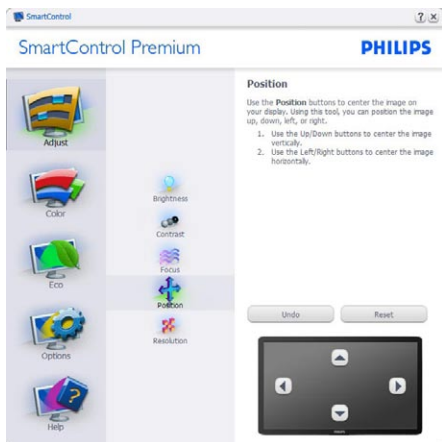 SmartControl
SmartControl Premium
PHILIPS
Adjust
Color
Eco
Options
Help
Brightness
Contrast
Focus
Position
Resolution
Position
Use the Position buttons to center the image on
your display. Using this tool, you can position the image
up, down, left, or right.
1. Use the Up/Down buttons to center the image
vertically.
2. Use the Left/Right buttons to center the image
horizontally.
Undo
Reset